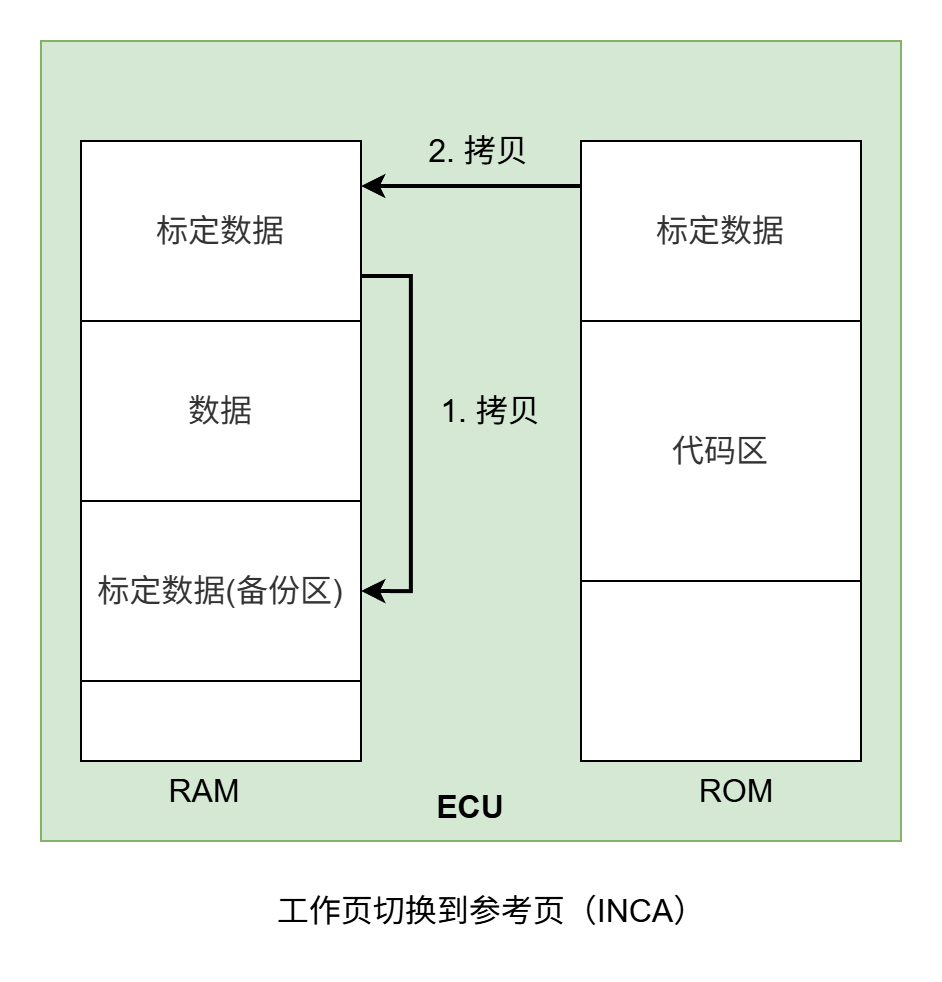 2. 拷贝
标定数据
标定数据
数据
1. 拷贝
代码区
标定数据(备份区)
RAM
ECU
ROM
工作页切换到参考页（INCA）